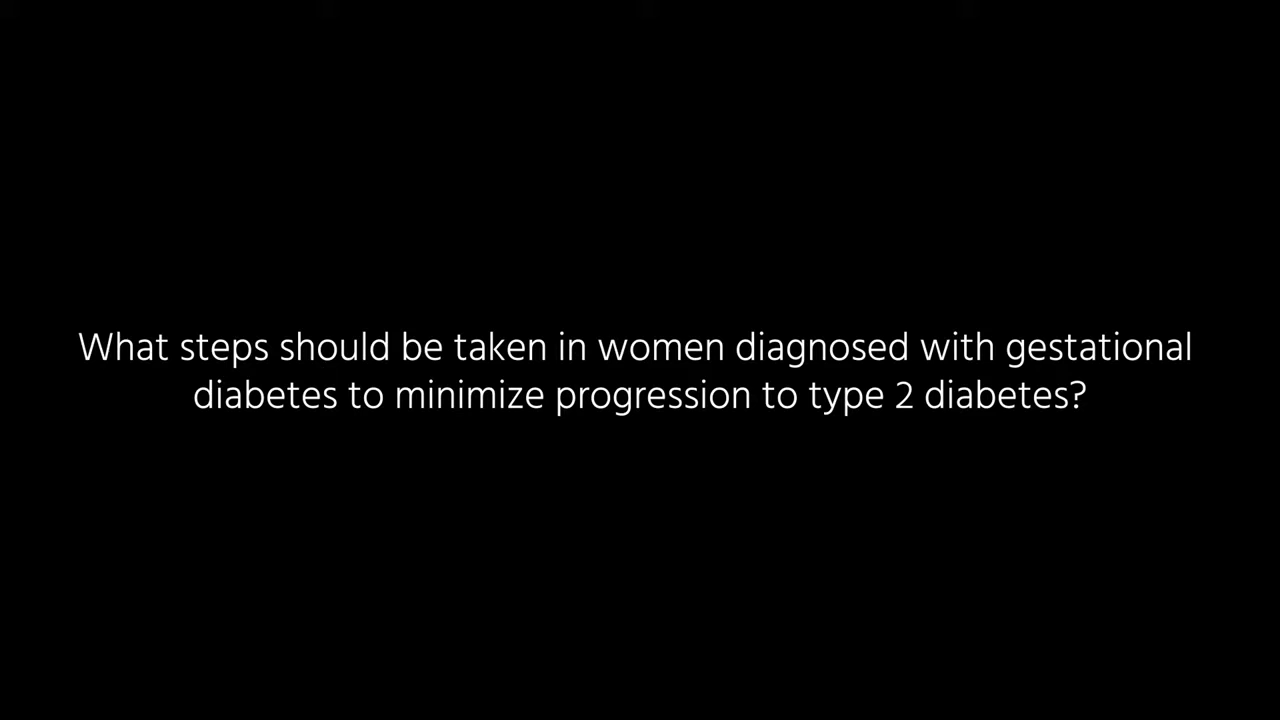 What steps should be taken in women diagnosed with gestational
diabetes to minimize progression to type 2 diabetes?